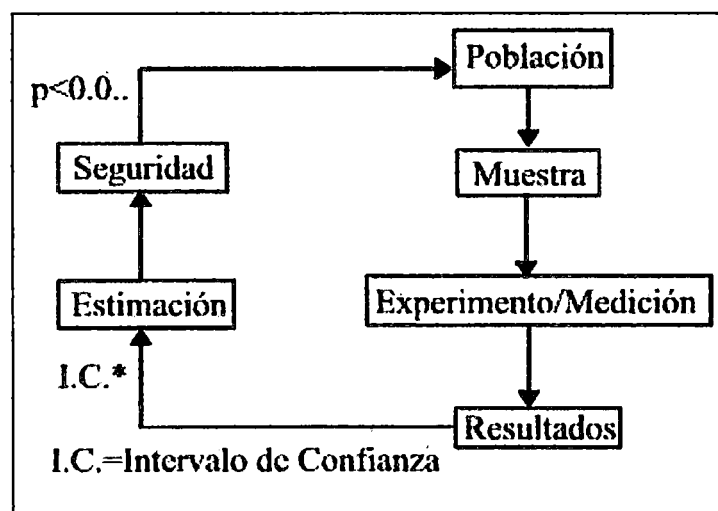 Población
p<0.0..
Seguridad
Muestra
Estimación
Experimento/Medición
I.C.*
Resultados
I.C.=Intervalo de Confianza